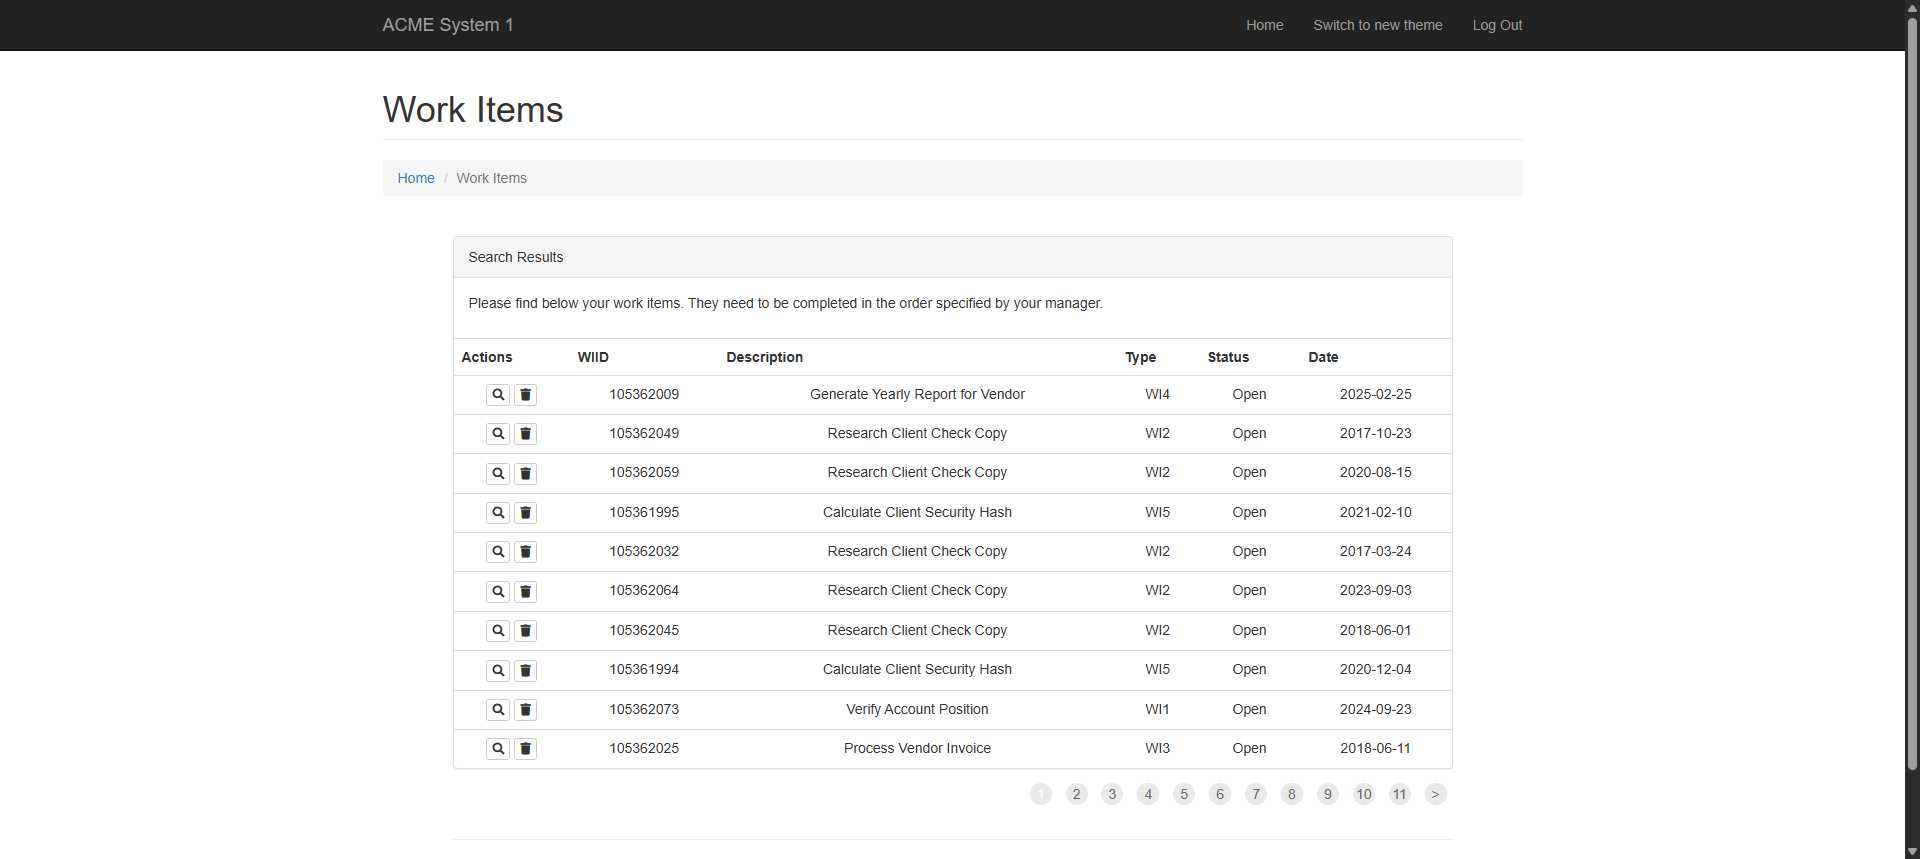 ACME System 1 Home Switch to new theme Log Out
Work Items
Home / Work Items
Search Results
Please find below your work items. They need to be completed in the order specified by your manager.
Actions WIID Description Type Status Date
105362009 Generate Yearly Report for Vendor WI4 Open 2025-02-25
105362049 Research Client Check Copy WI2 Open 2017-10-23
105362059 Research Client Check Copy WI2 Open 2020-08-15
105361995 Calculate Client Security Hash WI5 Open 2021-02-10
105362032 Research Client Check Copy WI2 Open 2017-03-24
105362064 Research Client Check Copy WI2 Open 2023-09-03
105362045 Research Client Check Copy WI2 Open 2018-06-01
105361994 Calculate Client Security Hash WI5 Open 2020-12-04
105362073 Verify Account Position WI1 Open 2024-09-23
105362025 Process Vendor Invoice WI3 Open 2018-06-11
1 2 3 4 5 6 7 8 9 10 11 >